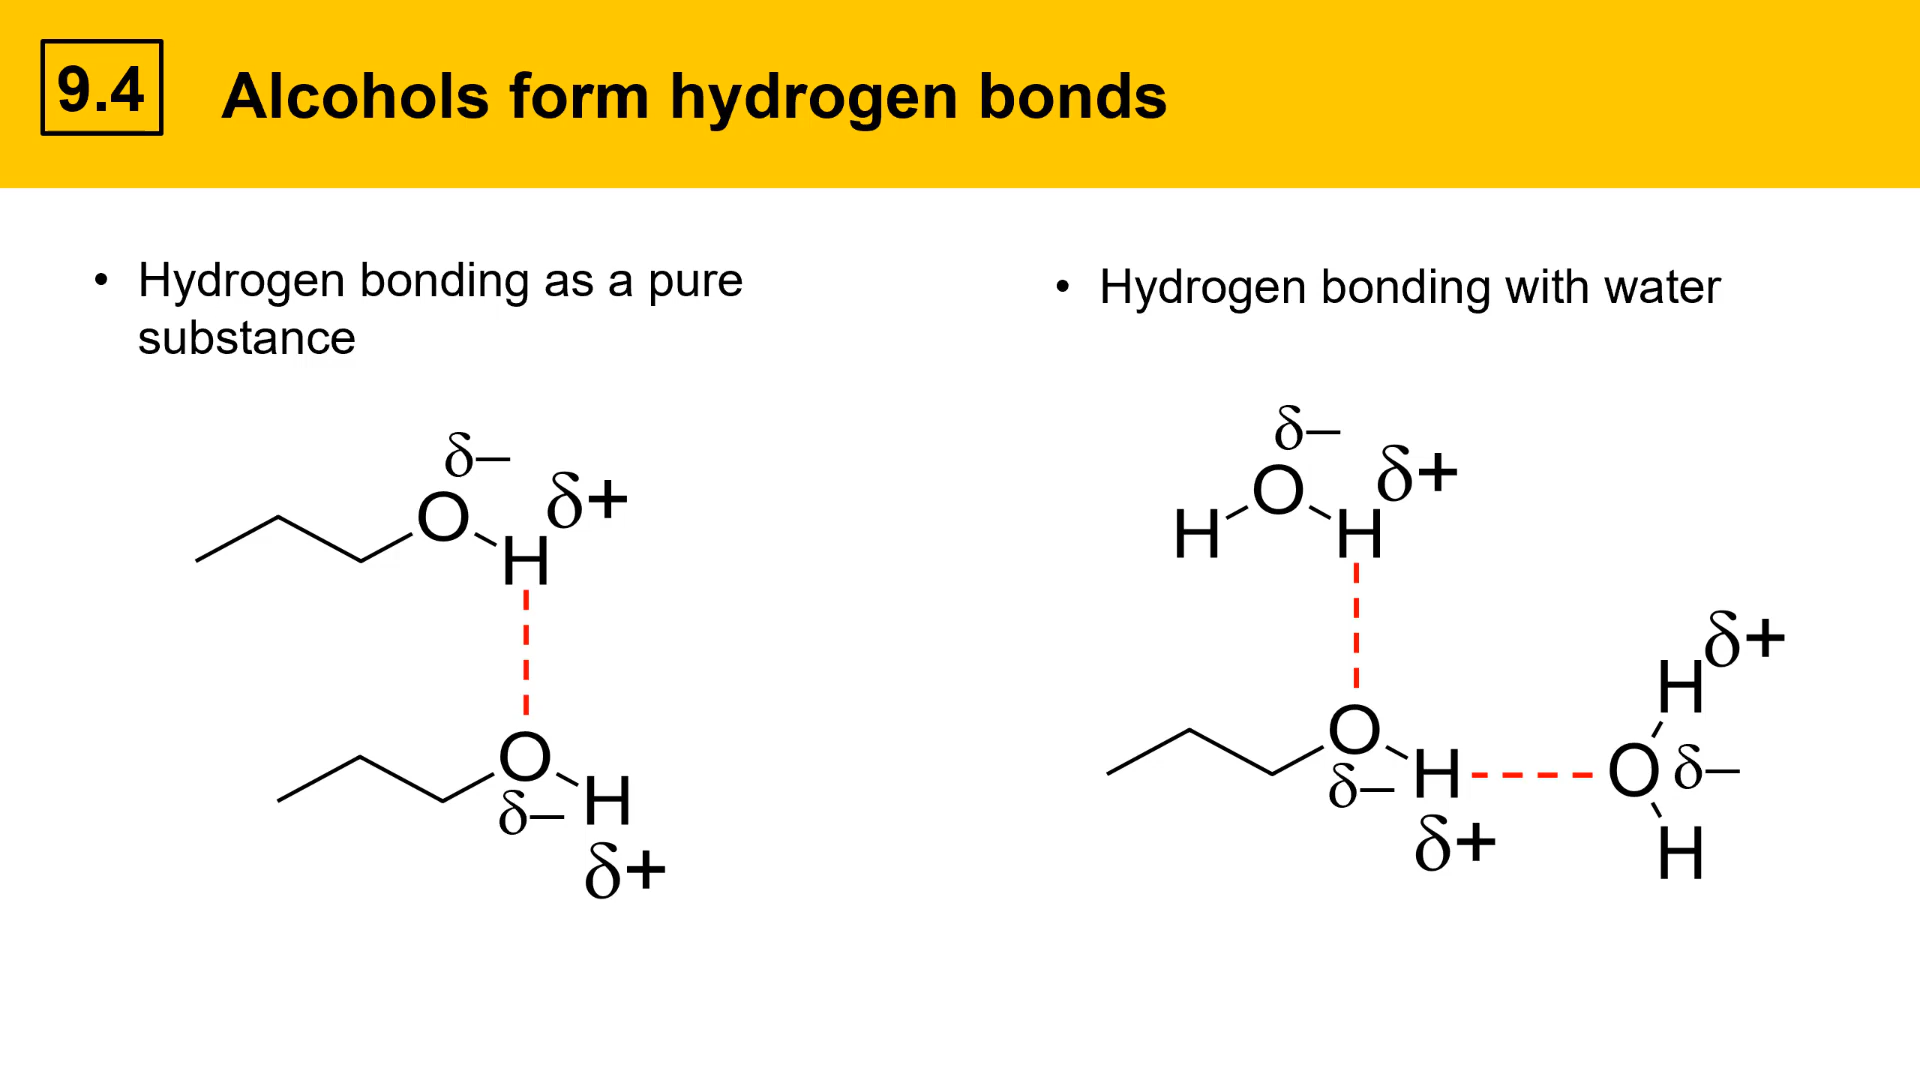 9.4
Alcohols form hydrogen bonds
• Hydrogen bonding as a pure
substance
δ–
O
δ+
H
O
δ–
H
δ+
• Hydrogen bonding with water
δ–
O
δ+
H
H
O
δ–
H
δ+
H
δ+
O
δ–
H